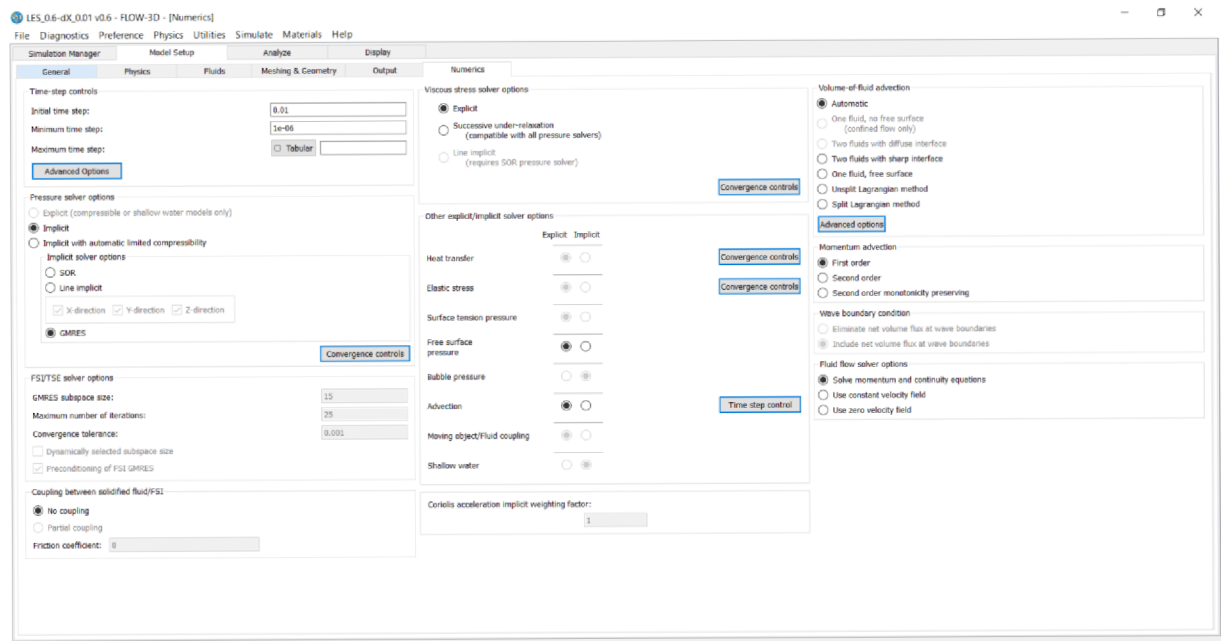 LES_0.6-dX_0.01 v0.6 - FLOW-3D - [Numerics]
File Diagnostics Preference Physics Utilities Simulate Materials Help
Simulation Manager Model Setup Analyze Display
General Physics Fluids Meshing & Geometry Output Numerics
Time-step controls
Initial time step: 0.01
Minimum time step: 1e-06
Maximum time step: Tabular
Advanced Options
Pressure solver options
Explicit (compressible or shallow water models only)
Implicit
Implicit with automatic limited compressibility
Implicit solver options
SOR
Line implicit
X-direction Y-direction Z-direction
GMRES
Convergence controls
FSI/TSE solver options
GMRES subspace size: 15
Maximum number of iterations: 25
Convergence tolerance: 0.001
Dynamically selected subspace size
Preconditioning of FSI GMRES
Coupling between solidified fluid/FSI
No coupling
Partial coupling
Friction coefficient: 0
Viscous stress solver options
Explicit
Successive under-relaxation
(compatible with all pressure solvers)
Line implicit
(requires SOR pressure solver)
Convergence controls
Other explicit/implicit solver options
Explicit Implicit
Heat transfer Convergence controls
Elastic stress Convergence controls
Surface tension pressure
Free surface
pressure
Bubble pressure
Advection Time step control
Moving object/Fluid coupling
Shallow water
Coriolis acceleration implicit weighting factor:
1
Volume-of-fluid advection
Automatic
One fluid, no free surface
(confined flow only)
Two fluids with diffuse interface
Two fluids with sharp interface
One fluid, free surface
Unsplit Lagrangian method
Split Lagrangian method
Advanced options
Momentum advection
First order
Second order
Second order monotonicity preserving
Wave boundary condition
Eliminate net volume flux at wave boundaries
Include net volume flux at wave boundaries
Fluid flow solver options
Solve momentum and continuity equations
Use constant velocity field
Use zero velocity field